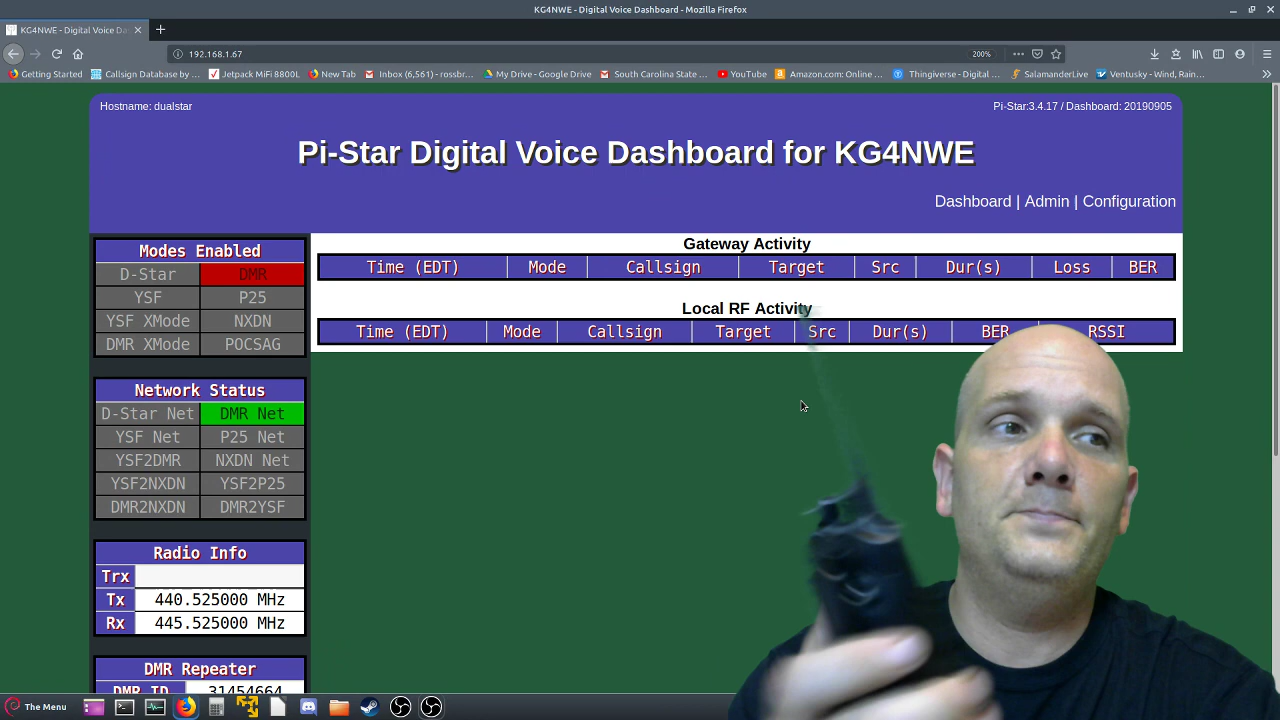 KG4NWE - Digital Voice Dashboard - Mozilla Firefox
KG4NWE - Digital Voice Da
192.168.1.67
200%
Getting Started
Callsign Database by ...
Jetpack MiFi 8800L
New Tab
Inbox (6,561) - rossbr...
My Drive - Google Drive
South Carolina State ...
YouTube
Amazon.com: Online ...
Thingiverse - Digital ...
SalamanderLive
Ventusky - Wind, Rain...
Hostname: dualstar
Pi-Star:3.4.17 / Dashboard: 20190905
Pi-Star Digital Voice Dashboard for KG4NWE
Dashboard | Admin | Configuration
Modes Enabled
D-Star DMR
YSF P25
YSF XMode NXDN
DMR XMode POCSAG
Network Status
D-Star Net DMR Net
YSF Net P25 Net
YSF2DMR NXDN Net
YSF2NXDN YSF2P25
DMR2NXDN DMR2YSF
Radio Info
Trx
Tx 440.525000 MHz
Rx 445.525000 MHz
DMR Repeater
DMR ID 31454664
Gateway Activity
Time (EDT) Mode Callsign Target Src Dur(s) Loss BER
Local RF Activity
Time (EDT) Mode Callsign Target Src Dur(s) BER RSSI
The Menu